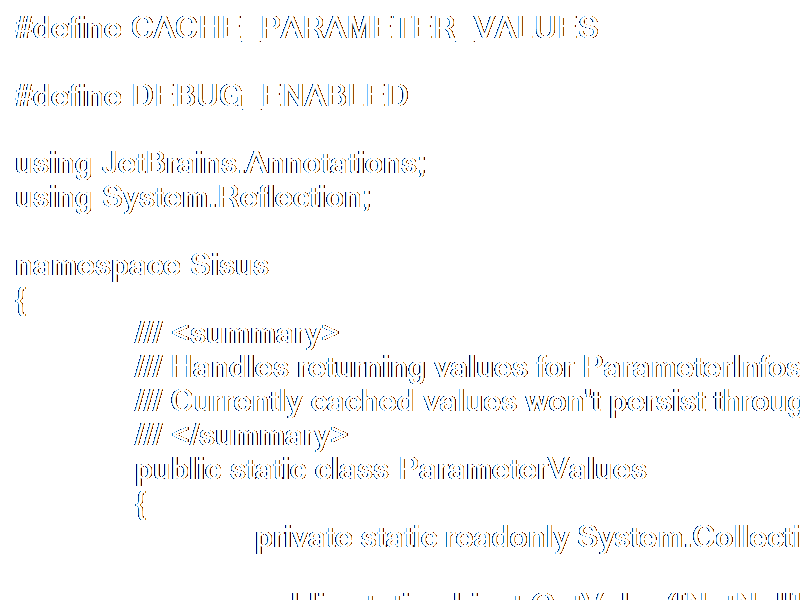 #define CACHE_PARAMETER_VALUES
#define DEBUG_ENABLED
using JetBrains.Annotations;
using System.Reflection;
namespace Sisus
{
/// <summary>
/// Handles returning values for ParameterInfos
/// Currently cached values won't persist throug
/// </summary>
public static class ParameterValues
{
private static readonly System.Collecti